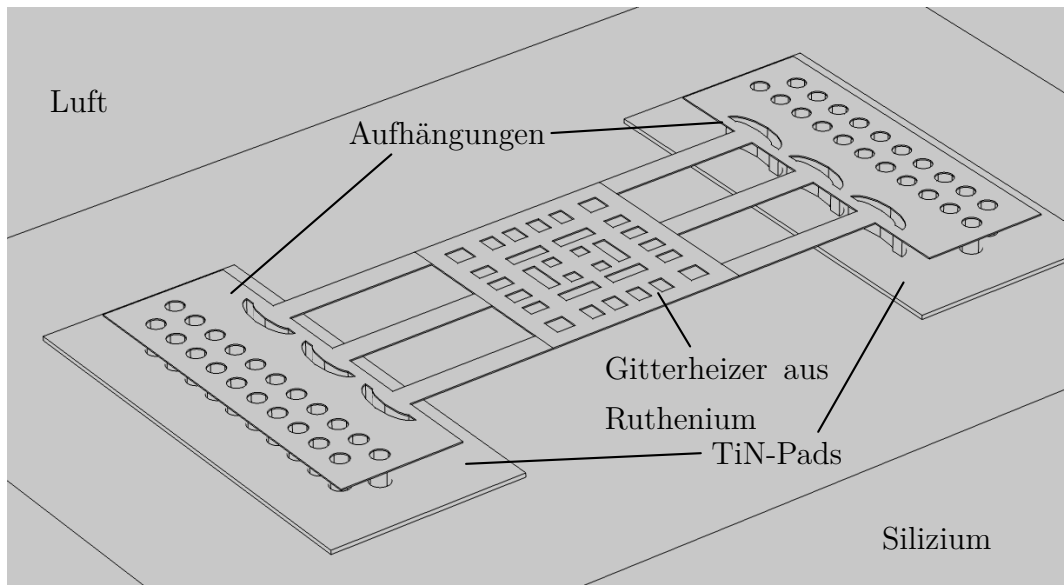 Luft
Aufhängungen
Gitterheizer aus
Ruthenium
TiN-Pads
Silizium